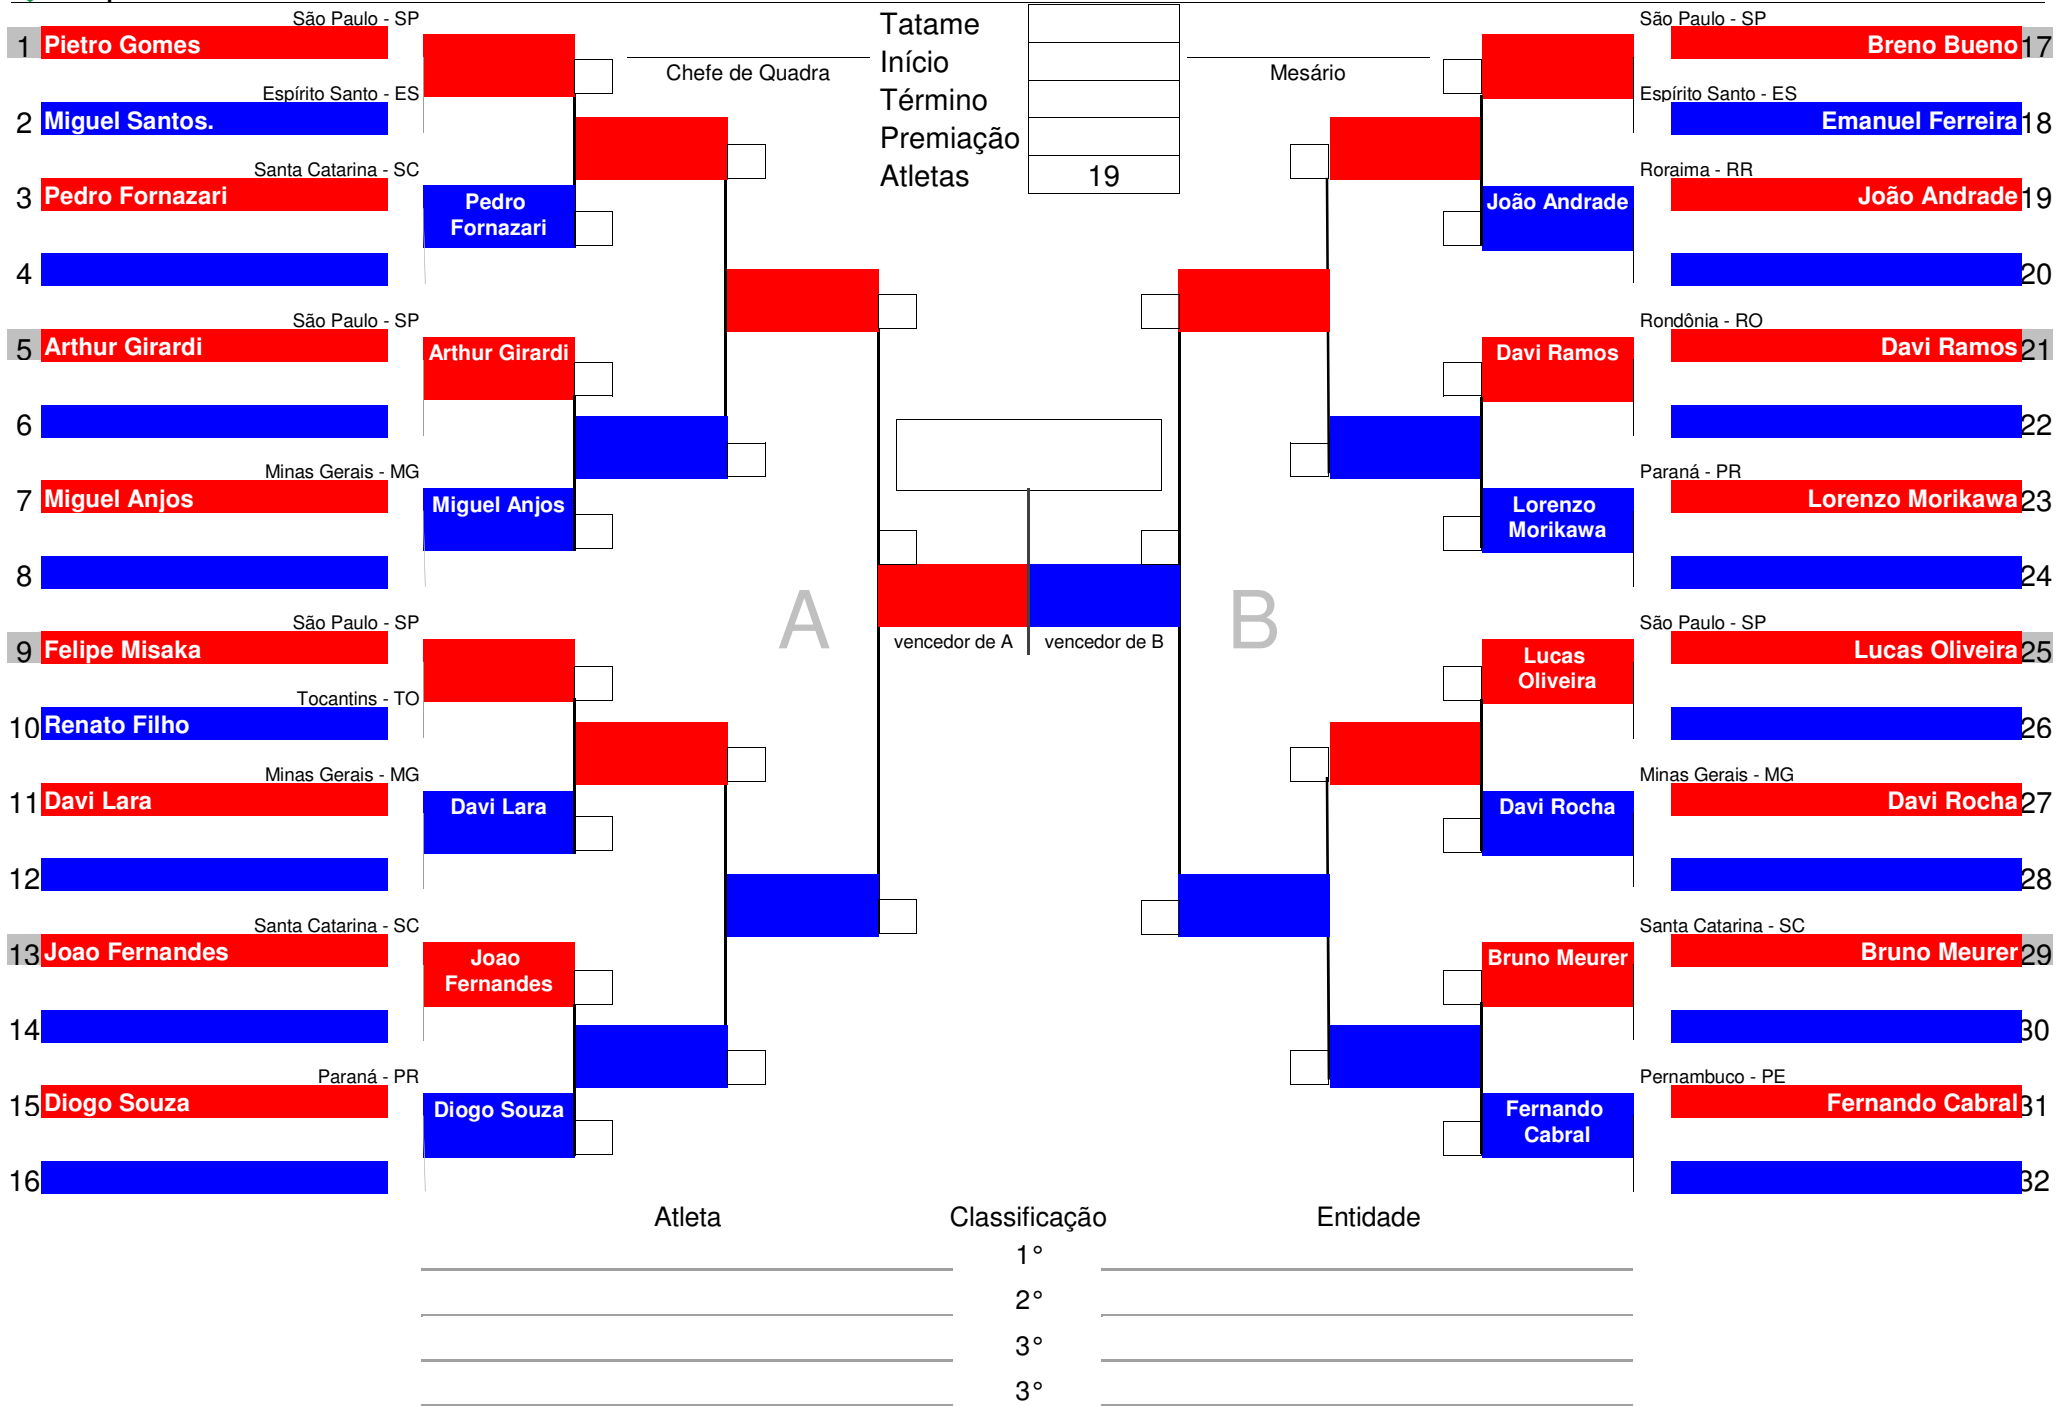 São Paulo - SP
1 Pietro Gomes
Espírito Santo - ES
2 Miguel Santos.
Santa Catarina - SC
3 Pedro Fornazari
4
São Paulo - SP
5 Arthur Girardi
6
Minas Gerais - MG
7 Miguel Anjos
8
São Paulo - SP
9 Felipe Misaka
Tocantins - TO
10 Renato Filho
Minas Gerais - MG
11 Davi Lara
12
Santa Catarina - SC
13 Joao Fernandes
14
Paraná - PR
15 Diogo Souza
16
Pedro
Fornazari
Arthur Girardi
Miguel Anjos
Davi Lara
Joao
Fernandes
Diogo Souza
Chefe de Quadra
Tatame
Início
Término
Premiação
Atletas 19
Mesário
A
B
vencedor de A
vencedor de B
João Andrade
Davi Ramos
Lorenzo
Morikawa
Lucas
Oliveira
Davi Rocha
Bruno Meurer
Fernando
Cabral
São Paulo - SP
Breno Bueno 17
Espírito Santo - ES
Emanuel Ferreira 18
Roraima - RR
João Andrade 19
20
Rondônia - RO
Davi Ramos 21
22
Paraná - PR
Lorenzo Morikawa 23
24
São Paulo - SP
Lucas Oliveira 25
26
Minas Gerais - MG
Davi Rocha 27
28
Santa Catarina - SC
Bruno Meurer 29
30
Pernambuco - PE
Fernando Cabral 31
32
Atleta Classificação Entidade
1°
2°
3°
3°